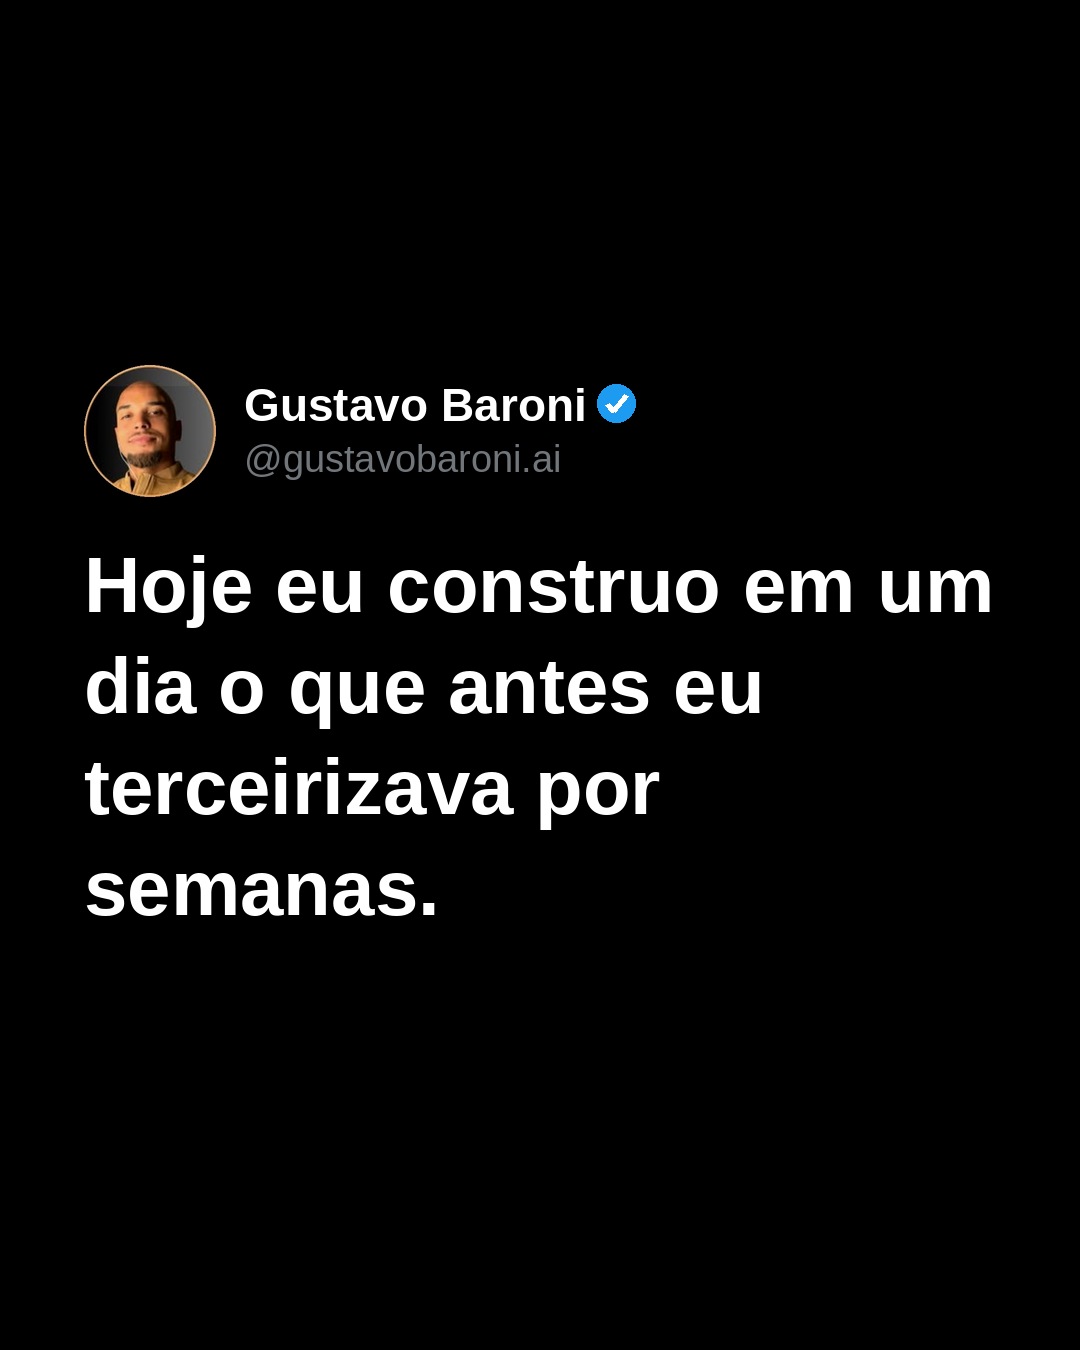 Gustavo Baroni
@gustavobaroni.ai
Hoje eu construo em um
dia o que antes eu
terceirizava por
semanas.